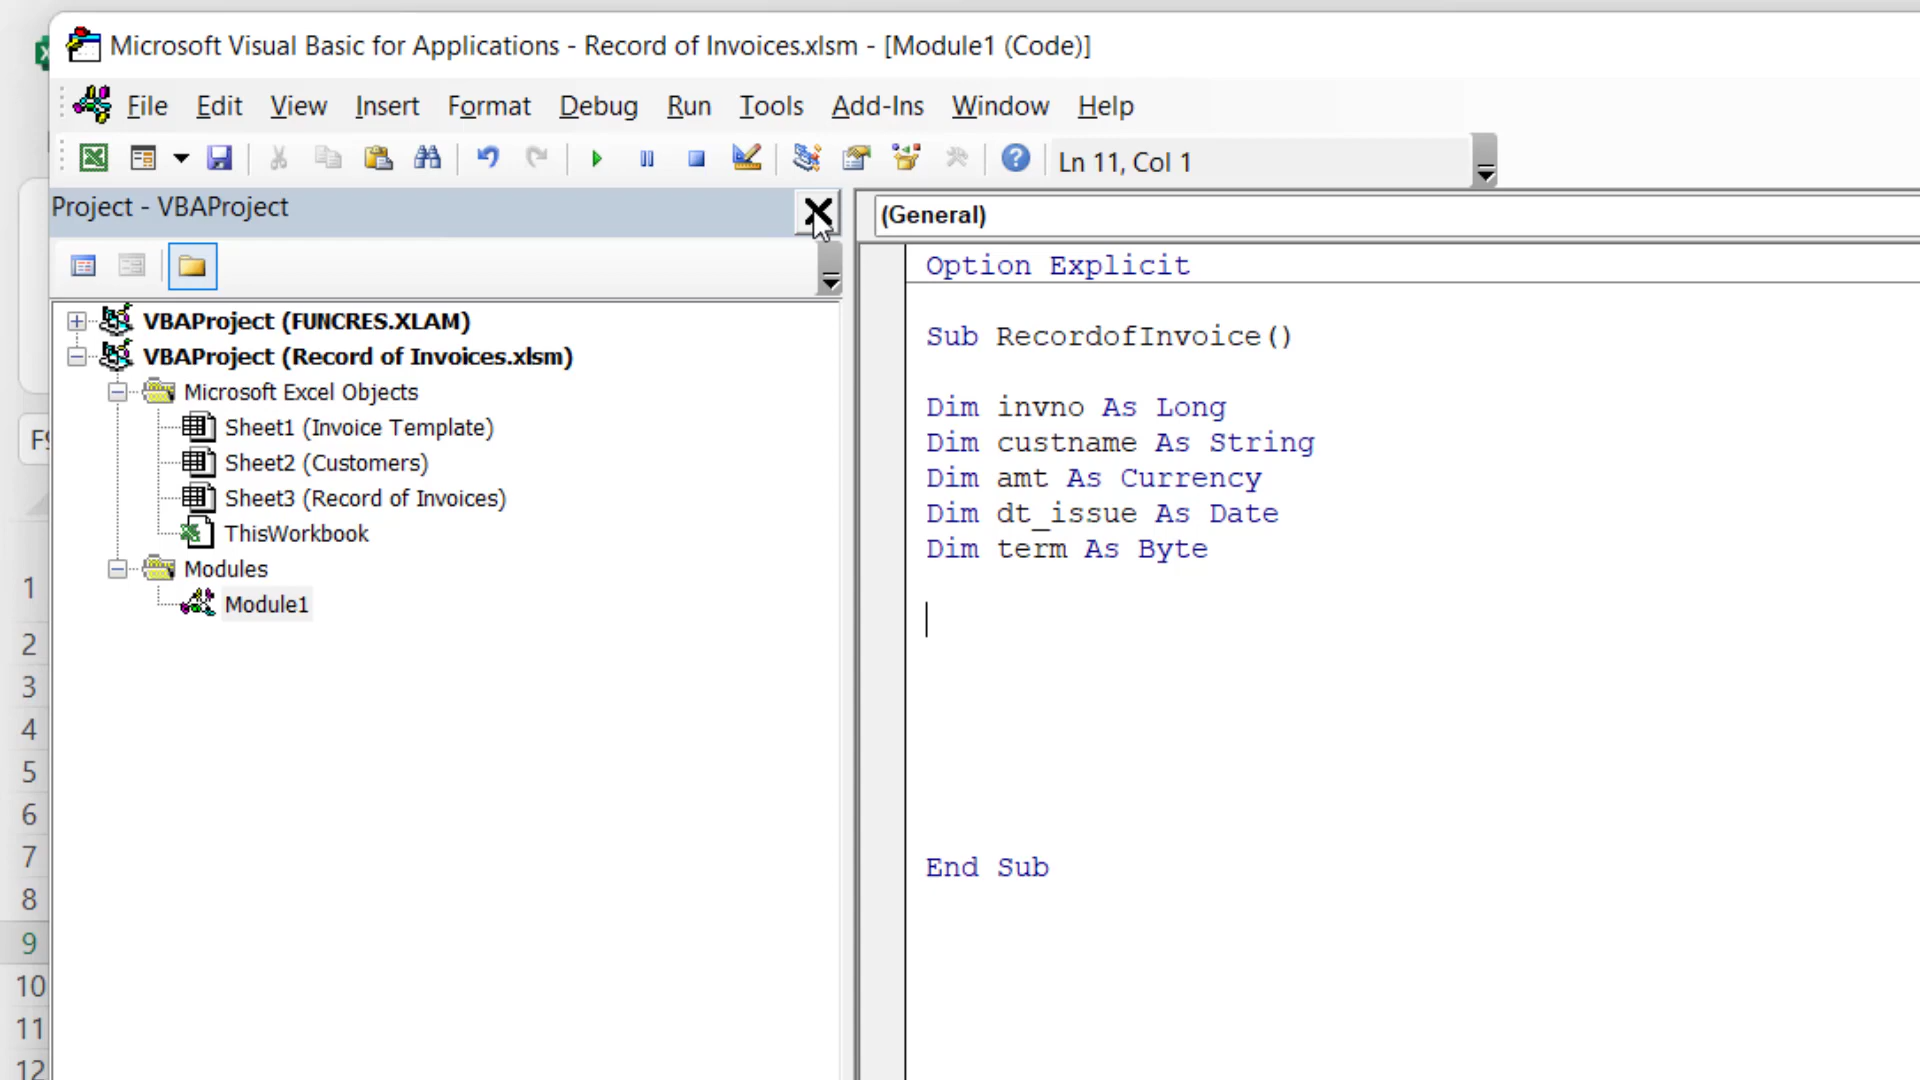 Microsoft Visual Basic for Applications - Record of Invoices.xlsm - [Module1 (Code)]
File Edit View Insert Format Debug Run Tools Add-Ins Window Help
Ln 11, Col 1
Project - VBAProject
(General)
VBAProject (FUNCRES.XLAM)
VBAProject (Record of Invoices.xlsm)
Microsoft Excel Objects
Sheet1 (Invoice Template)
Sheet2 (Customers)
Sheet3 (Record of Invoices)
ThisWorkbook
Modules
Module1
Option Explicit
Sub RecordofInvoice()
Dim invno As Long
Dim custname As String
Dim amt As Currency
Dim dt_issue As Date
Dim term As Byte
End Sub
1
2
3
4
5
6
7
8
9
10
11
12